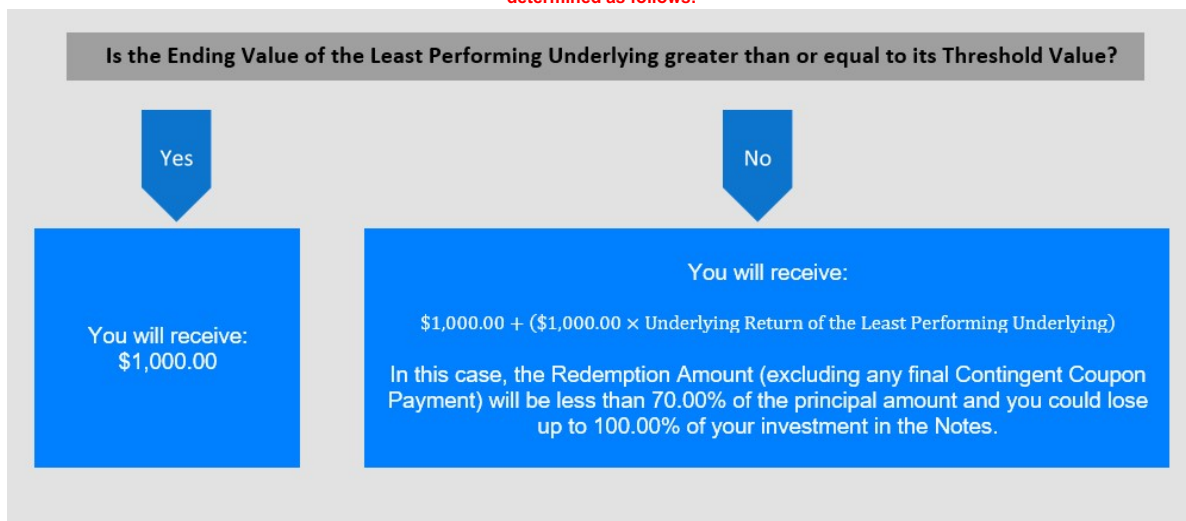 determined as follows:
Is the Ending Value of the Least Performing Underlying greater than or equal to its Threshold Value?
Yes
No
You will receive:
$1,000.00
You will receive:
$1,000.00 + ($1,000.00 × Underlying Return of the Least Performing Underlying)
In this case, the Redemption Amount (excluding any final Contingent Coupon
Payment) will be less than 70.00% of the principal amount and you could lose
up to 100.00% of your investment in the Notes.